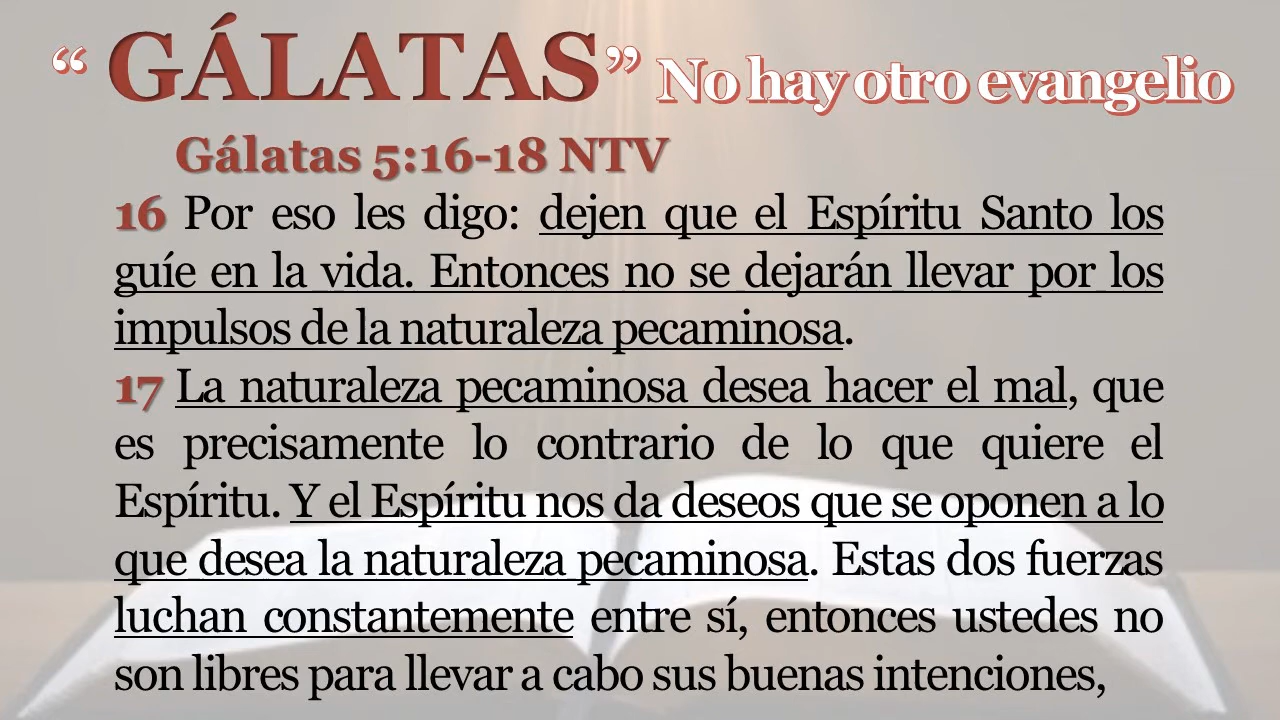 “ GÁLATAS” No hay otro evangelio
Gálatas 5:16-18 NTV
16 Por eso les digo: dejen que el Espíritu Santo los
guíe en la vida. Entonces no se dejarán llevar por los
impulsos de la naturaleza pecaminosa.
17 La naturaleza pecaminosa desea hacer el mal, que
es precisamente lo contrario de lo que quiere el
Espíritu. Y el Espíritu nos da deseos que se oponen a lo
que desea la naturaleza pecaminosa. Estas dos fuerzas
luchan constantemente entre sí, entonces ustedes no
son libres para llevar a cabo sus buenas intenciones,